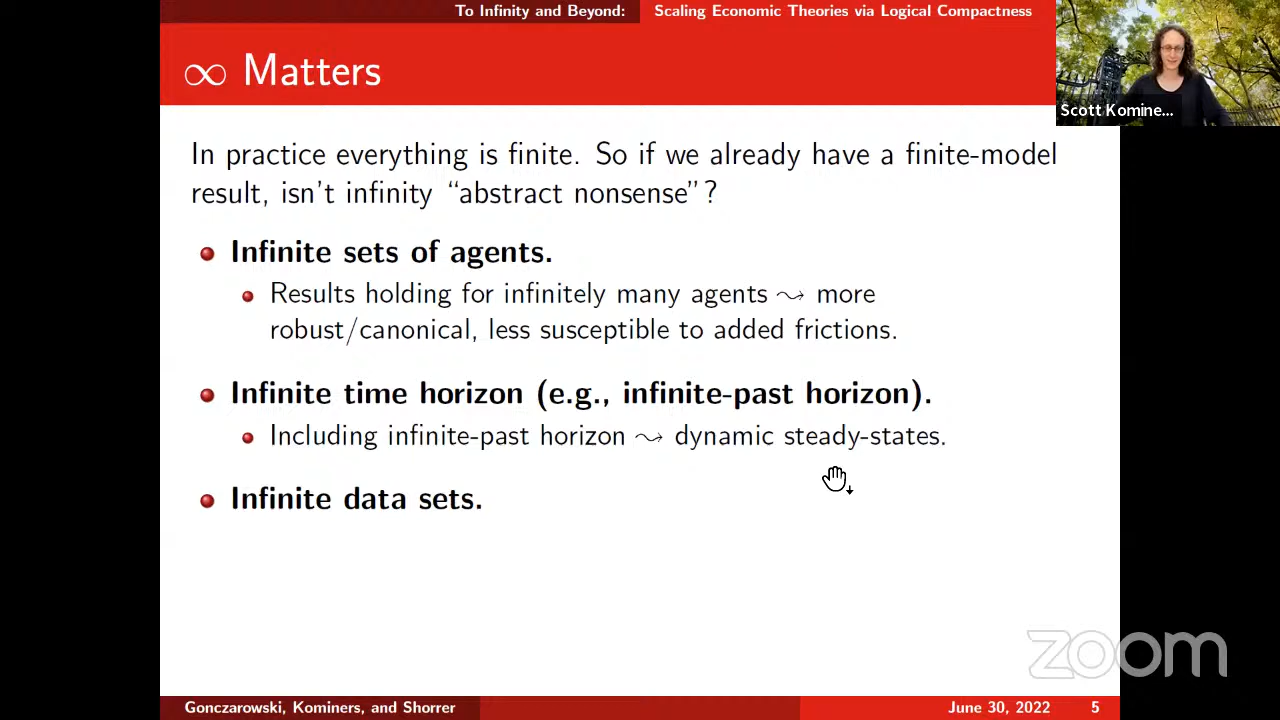 To Infinity and Beyond: Scaling Economic Theories via Logical Compactness
∞ Matters
Scott Komine...
In practice everything is finite. So if we already have a finite-model
result, isn't infinity “abstract nonsense”?
Infinite sets of agents.
Results holding for infinitely many agents ⤳ more
robust/canonical, less susceptible to added frictions.
Infinite time horizon (e.g., infinite-past horizon).
Including infinite-past horizon ⤳ dynamic steady-states.
Infinite data sets.
zoom
Gonczarowski, Kominers, and Shorrer June 30, 2022 5